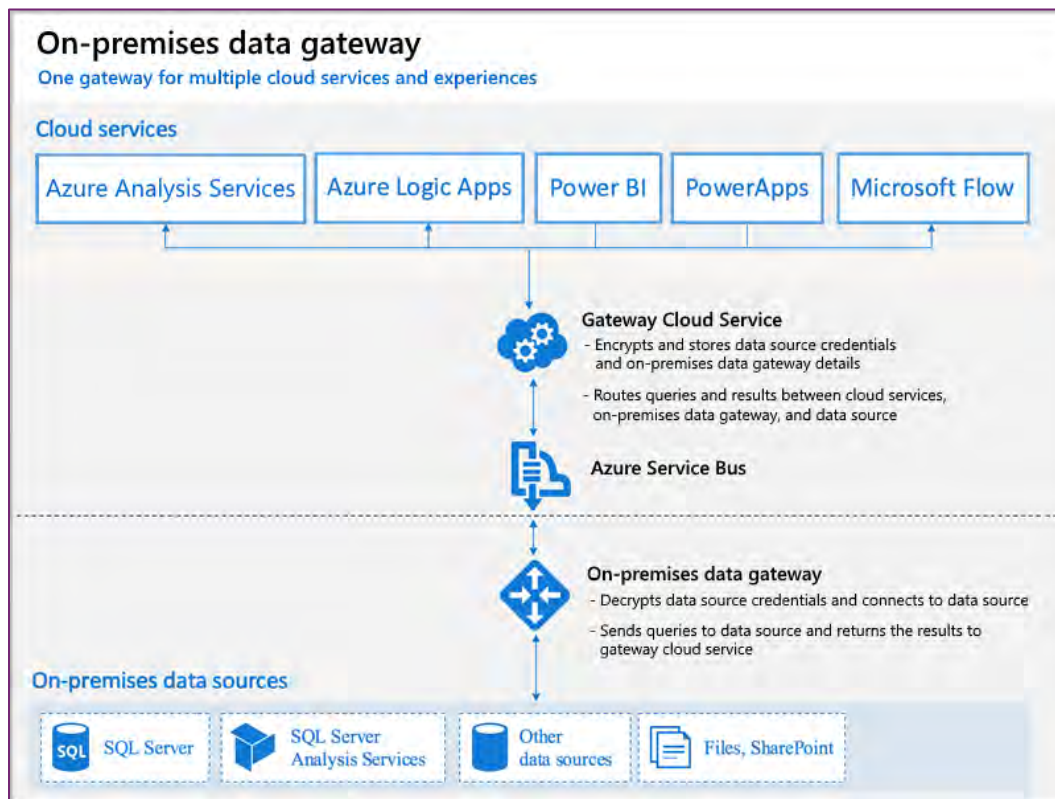 On-premises data gateway
One gateway for multiple cloud services and experiences
Cloud services
Azure Analysis Services
Azure Logic Apps
Power BI
PowerApps
Microsoft Flow
Gateway Cloud Service
- Encrypts and stores data source credentials
and on-premises data gateway details
- Routes queries and results between cloud services,
on-premises data gateway, and data source
Azure Service Bus
On-premises data gateway
- Decrypts data source credentials and connects to data source
- Sends queries to data source and returns the results to
gateway cloud service
On-premises data sources
SQL
SQL Server
SQL Server
Analysis Services
Other
data sources
Files, SharePoint